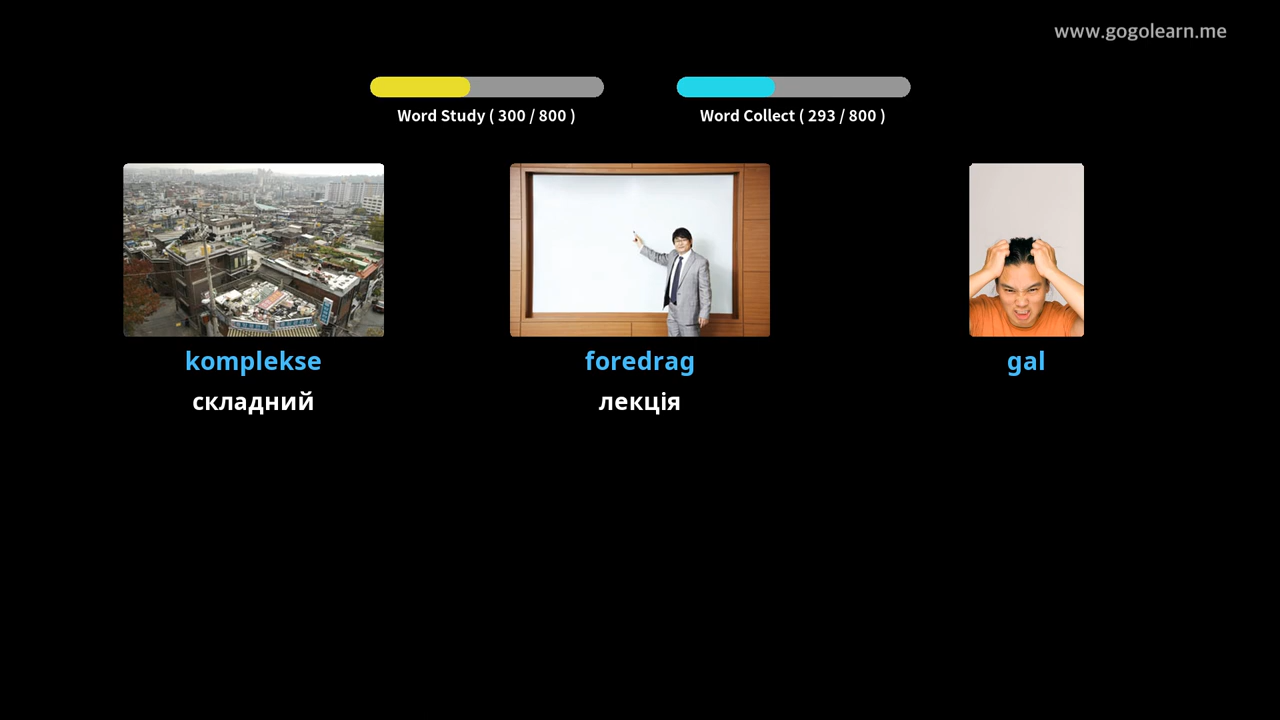 www.gogolearn.me
Word Study ( 300 / 800 )
Word Collect ( 293 / 800 )
komplekse
foredrag
gal
складний
лекція